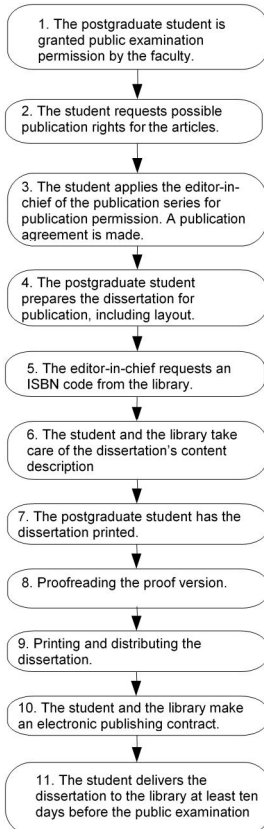 1. The postgraduate student is
granted public examination
permission by the faculty.
2. The student requests possible
publication rights for the articles.
3. The student applies the editor-in-
chief of the publication series for
publication permission. A publication
agreement is made.
4. The postgraduate student
prepares the dissertation for
publication, including layout.
5. The editor-in-chief requests an
ISBN code from the library.
6. The student and the library take
care of the dissertation's content
description
7. The postgraduate student has the
dissertation printed.
8. Proofreading the proof version.
9. Printing and distributing the
dissertation.
10. The student and the library make
an electronic publishing contract.
11. The student delivers the
dissertation to the library at least ten
days before the public examination